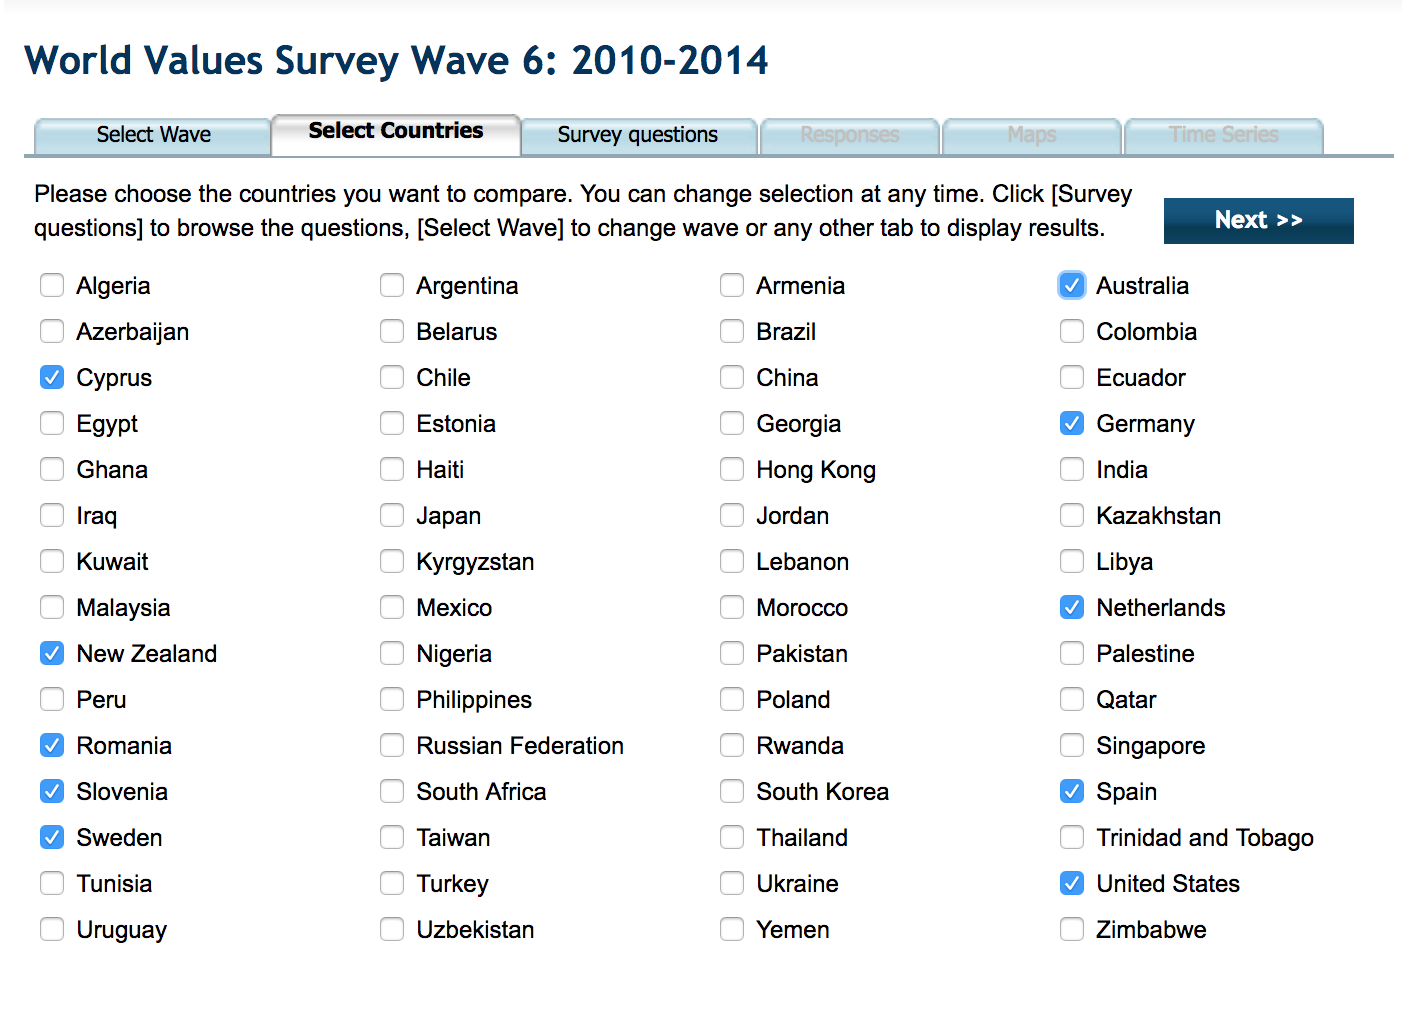 World Values Survey Wave 6: 2010-2014
Select Wave Select Countries Survey questions Responses Maps Time Series
Please choose the countries you want to compare. You can change selection at any time. Click [Survey
questions] to browse the questions, [Select Wave] to change wave or any other tab to display results.
Next >>
Algeria Argentina Armenia Australia
Azerbaijan Belarus Brazil Colombia
Cyprus Chile China Ecuador
Egypt Estonia Georgia Germany
Ghana Haiti Hong Kong India
Iraq Japan Jordan Kazakhstan
Kuwait Kyrgyzstan Lebanon Libya
Malaysia Mexico Morocco Netherlands
New Zealand Nigeria Pakistan Palestine
Peru Philippines Poland Qatar
Romania Russian Federation Rwanda Singapore
Slovenia South Africa South Korea Spain
Sweden Taiwan Thailand Trinidad and Tobago
Tunisia Turkey Ukraine United States
Uruguay Uzbekistan Yemen Zimbabwe